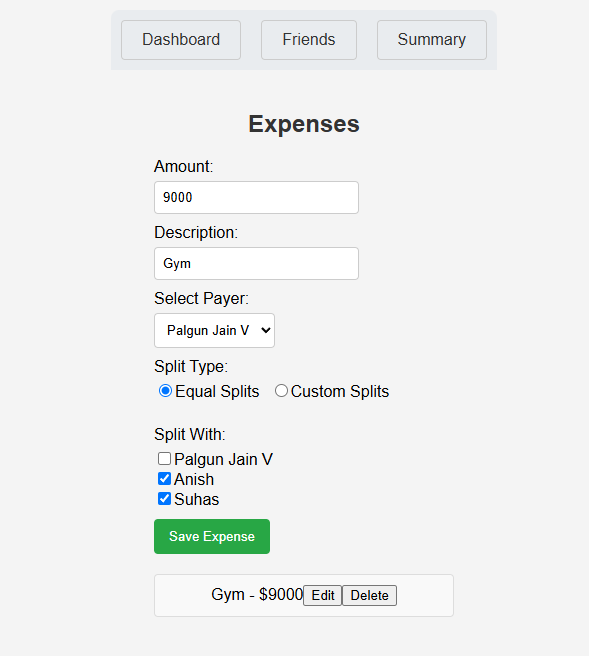 Dashboard Friends Summary
Expenses
Amount:
9000
Description:
Gym
Select Payer:
Palgun Jain V
Split Type:
Equal Splits Custom Splits
Split With:
Palgun Jain V
Anish
Suhas
Save Expense
Gym - $9000 Edit Delete